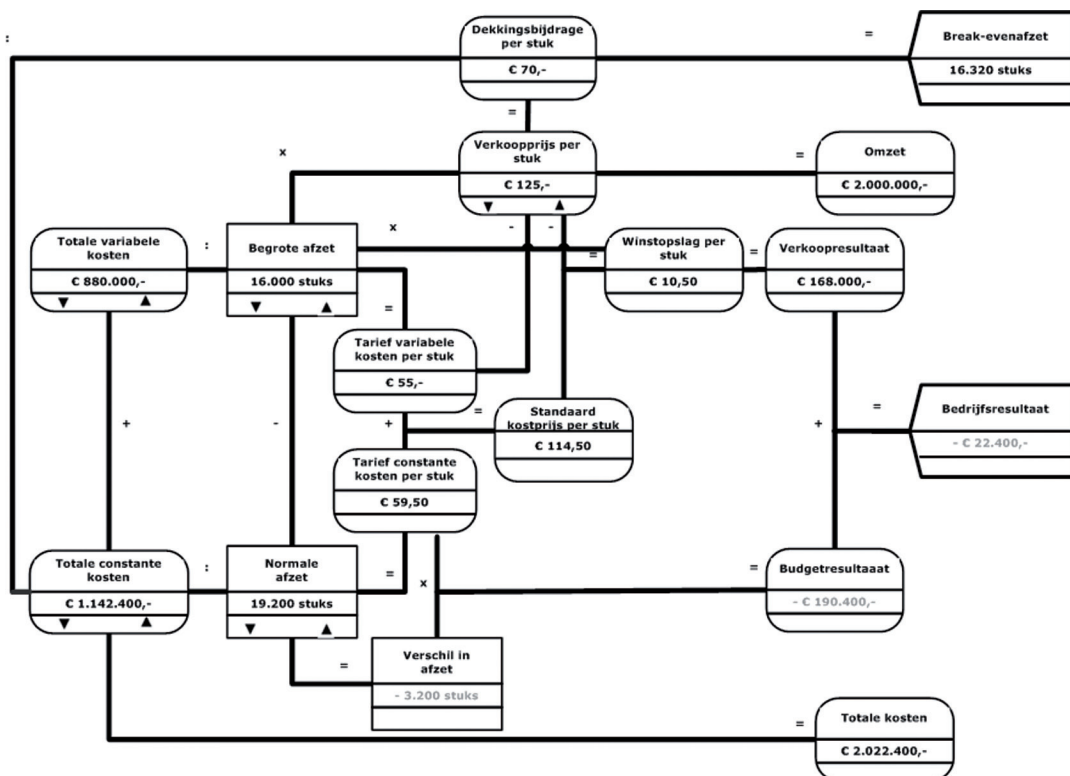 Dekkingsbijdrage
per stuk
€ 70,-
:
=
Break-evenafzet
16.320 stuks
=
Verkoopprijs per
stuk
€ 125,-
▼ ▲
x
=
Omzet
€ 2.000.000,-
Totale variabele
kosten
€ 880.000,-
▼ ▲
:
Begrote afzet
16.000 stuks
▼ ▲
x
- -
=
Winstopslag per
stuk
€ 10,50
=
Verkoopresultaat
€ 168.000,-
=
Tarief variabele
kosten per stuk
€ 55,-
+
-
+
=
Standaard
kostprijs per stuk
€ 114,50
+
=
Bedrijfsresultaat
- € 22.400,-
Tarief constante
kosten per stuk
€ 59,50
Totale constante
kosten
€ 1.142.400,-
▼ ▲
:
Normale
afzet
19.200 stuks
▼ ▲
=
x
=
Budgetresultaaat
- € 190.400,-
=
Verschil in
afzet
- 3.200 stuks
=
Totale kosten
€ 2.022.400,-